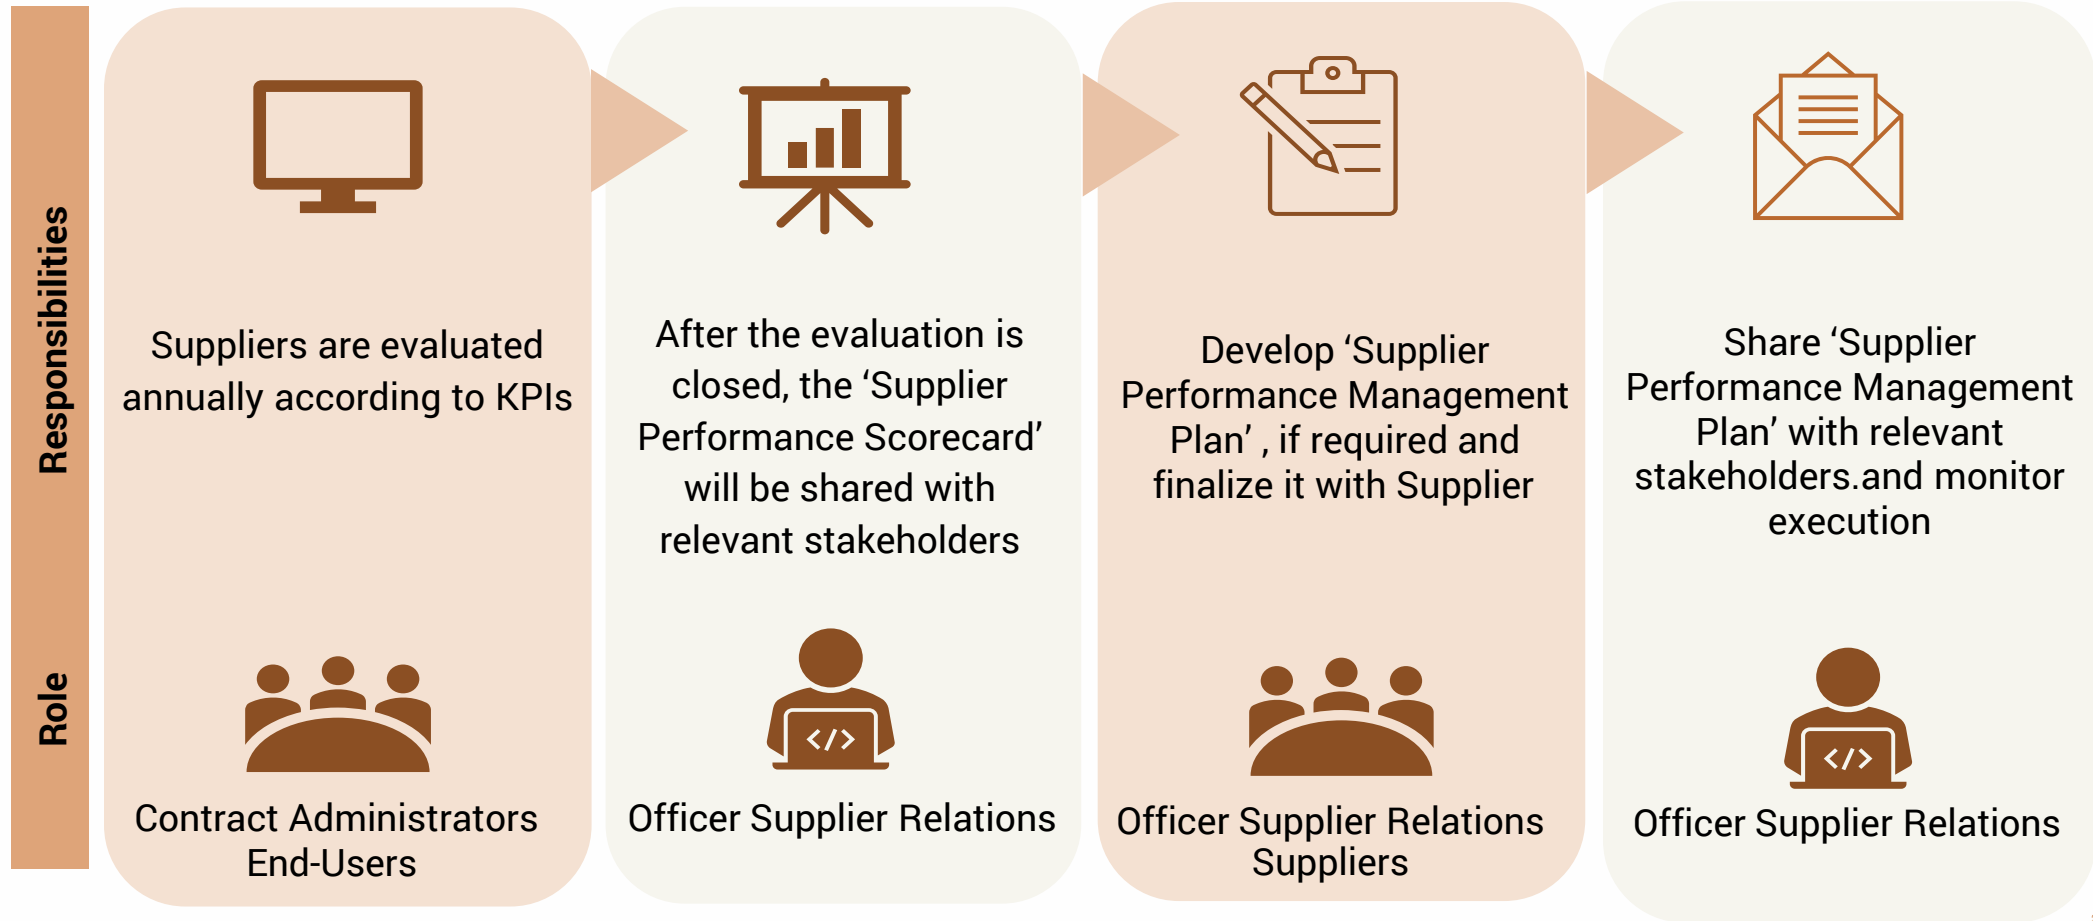 Responsibilities
Role
Suppliers are evaluated
annually according to KPIs
Contract Administrators
End-Users
After the evaluation is
closed, the ‘Supplier
Performance Scorecard’
will be shared with
relevant stakeholders
</>
Officer Supplier Relations
Develop ‘Supplier
Performance Management
Plan’ , if required and
finalize it with Supplier
Officer Supplier Relations
Suppliers
Share ‘Supplier
Performance Management
Plan’ with relevant
stakeholders.and monitor
execution
</>
Officer Supplier Relations